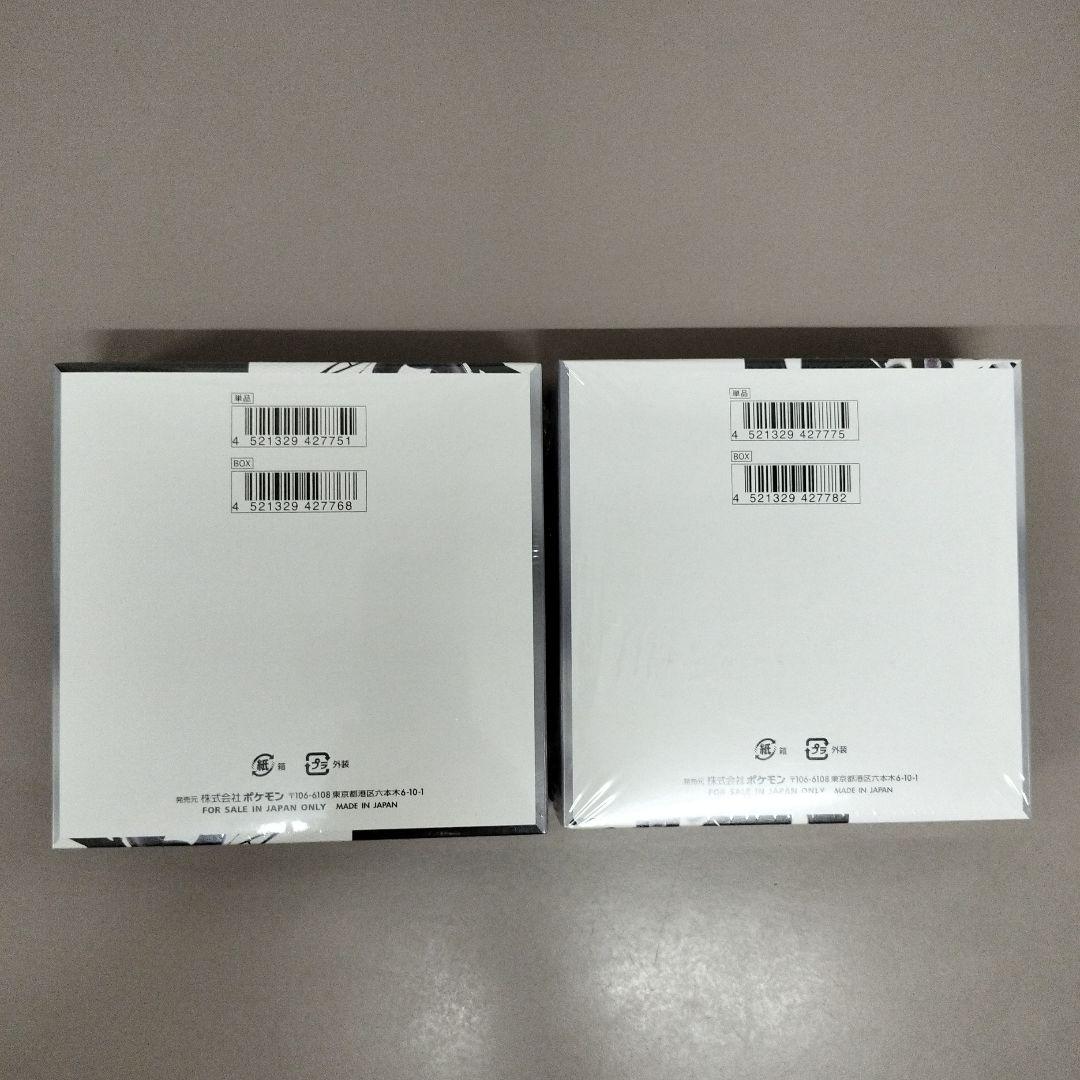 単品
4 521329 427751
BOX
4 521329 427768
紙 箱 プラ 外装
発売元 株式会社ポケモン 〒106-6108 東京都港区六本木6-10-1
FOR SALE IN JAPAN ONLY MADE IN JAPAN
単品
4 521329 427775
BOX
4 521329 427782
紙 箱 プラ 外装
発売元 株式会社ポケモン 〒106-6108 東京都港区六本木6-10-1
FOR SALE IN JAPAN ONLY MADE IN JAPAN